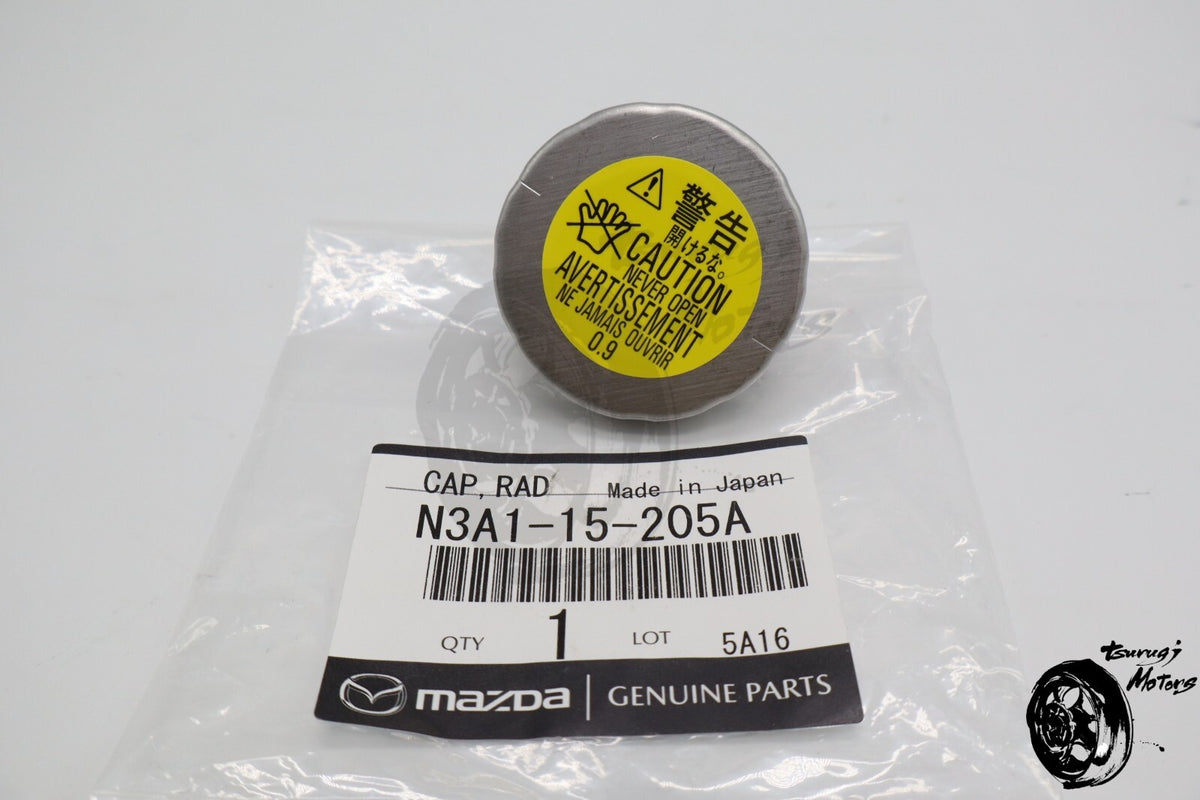 警告
開けるな。
CAUTION
NEVER OPEN
AVERTISSEMENT
NE JAMAIS OUVRIR
0.9
CAP, RAD Made in Japan
N3A1-15-205A
QTY 1 LOT 5A16
mazda GENUINE PARTS
Tsurugi
Motors